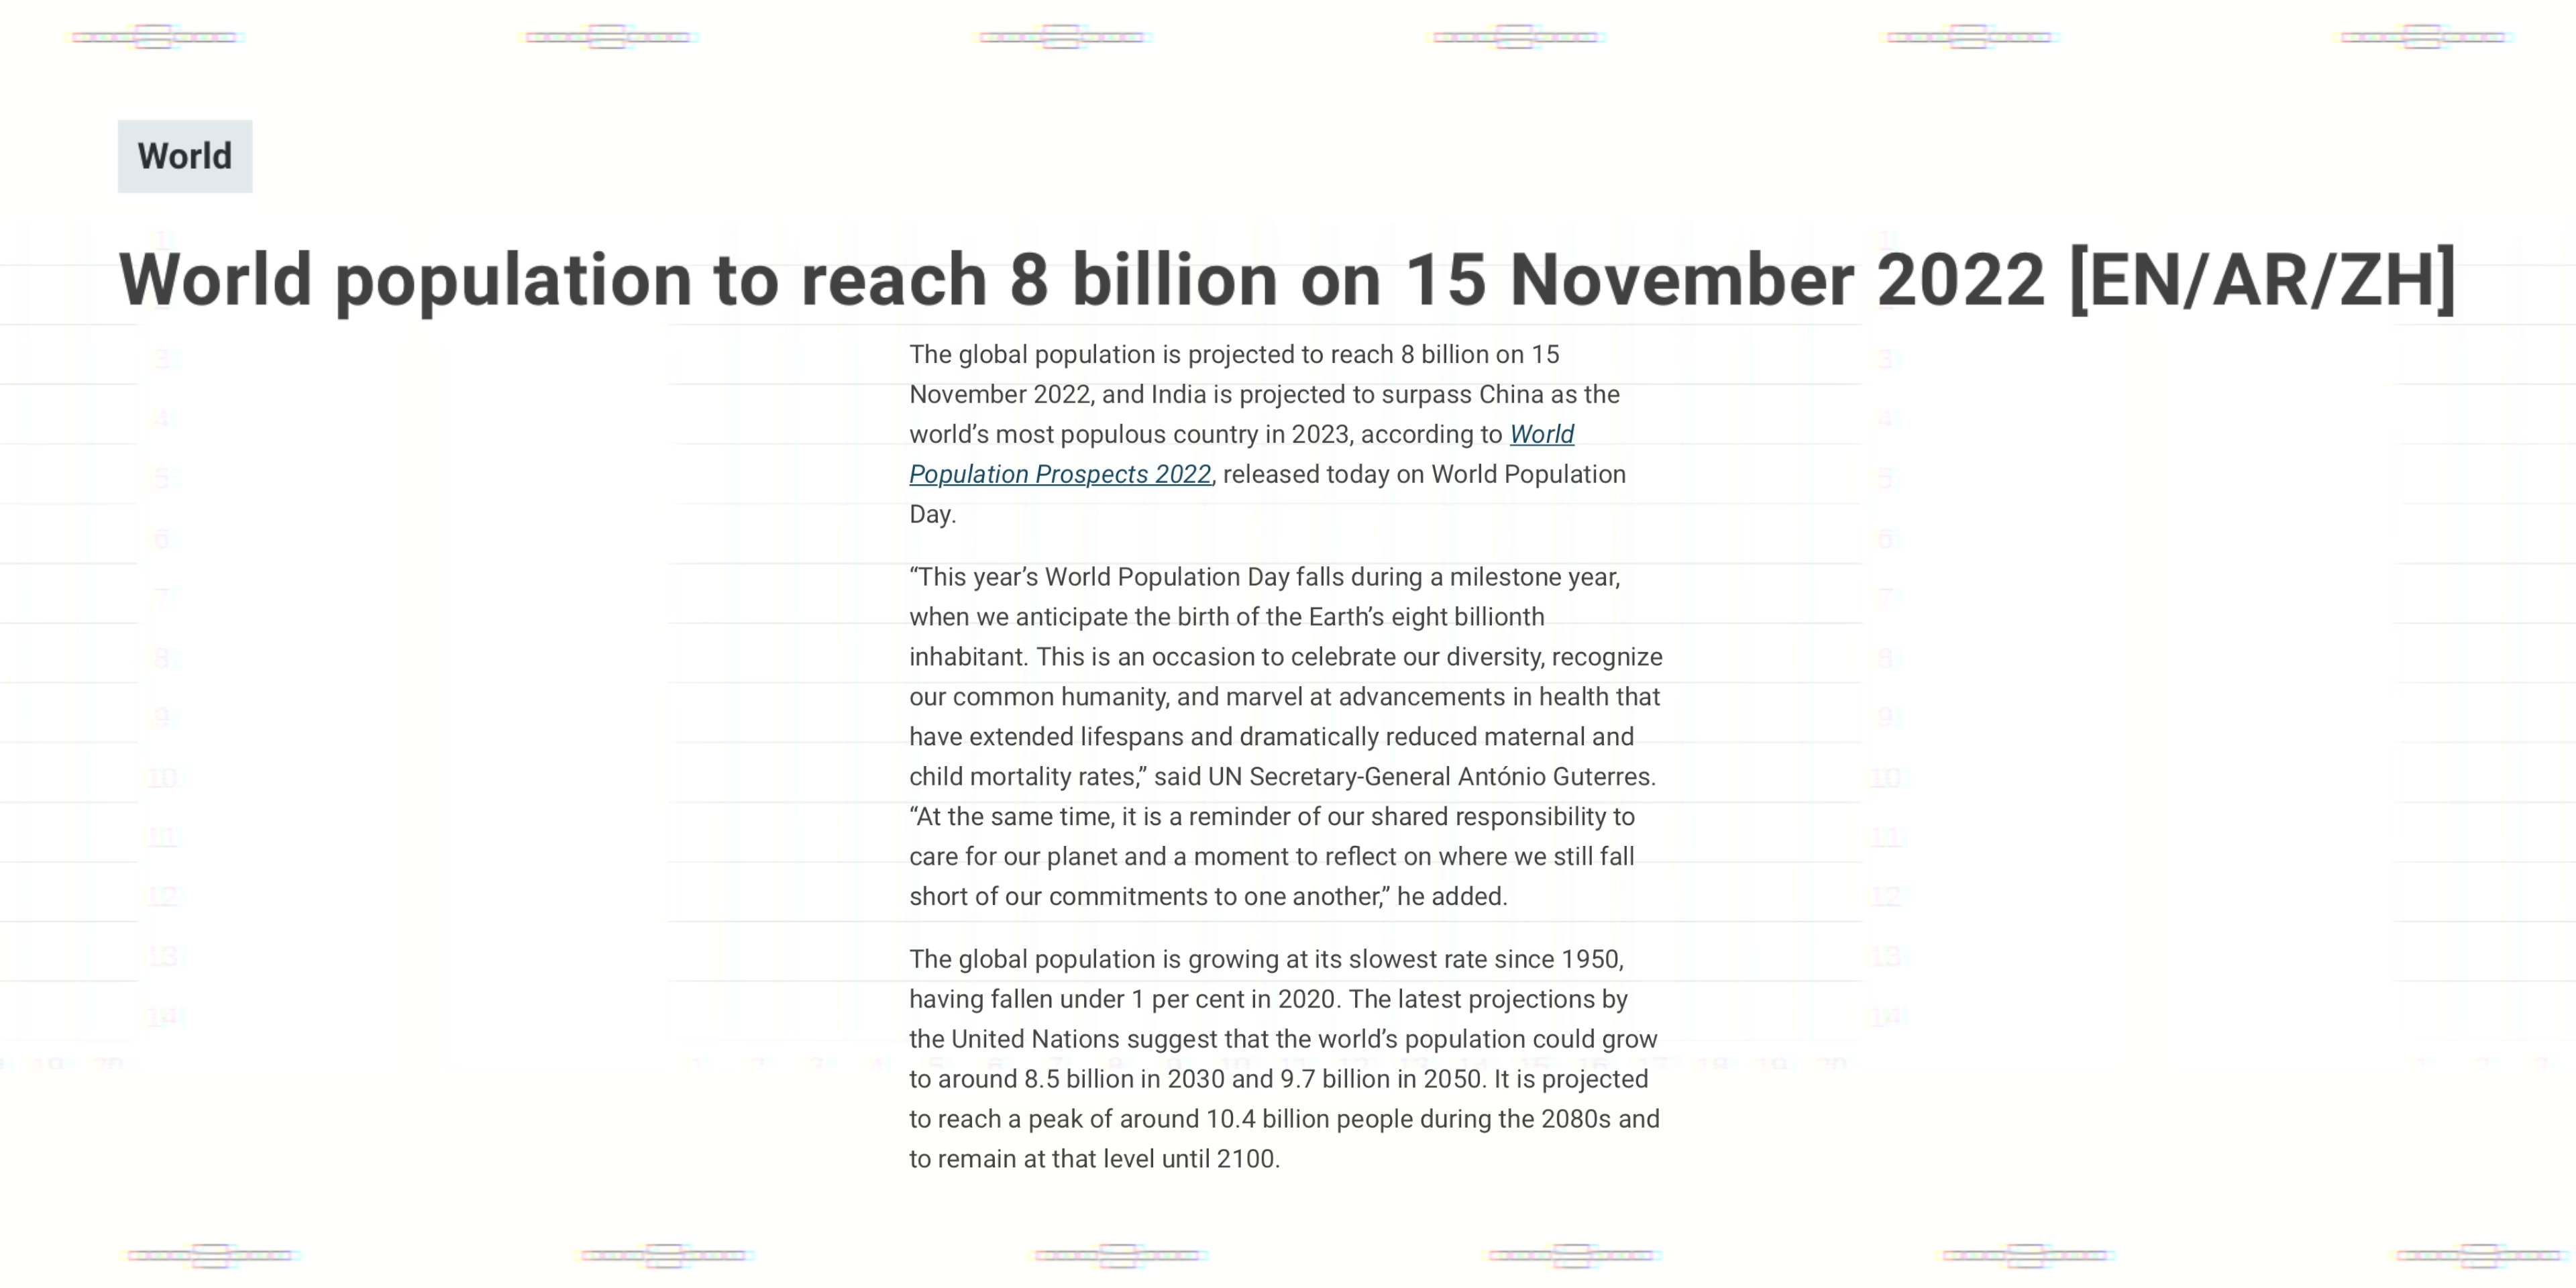 World
World population to reach 8 billion on 15 November 2022 [EN/AR/ZH]
The global population is projected to reach 8 billion on 15
November 2022, and India is projected to surpass China as the
world’s most populous country in 2023, according to World
Population Prospects 2022, released today on World Population
Day.
“This year’s World Population Day falls during a milestone year,
when we anticipate the birth of the Earth’s eight billionth
inhabitant. This is an occasion to celebrate our diversity, recognize
our common humanity, and marvel at advancements in health that
have extended lifespans and dramatically reduced maternal and
child mortality rates,” said UN Secretary-General António Guterres.
“At the same time, it is a reminder of our shared responsibility to
care for our planet and a moment to reflect on where we still fall
short of our commitments to one another,” he added.
The global population is growing at its slowest rate since 1950,
having fallen under 1 per cent in 2020. The latest projections by
the United Nations suggest that the world’s population could grow
to around 8.5 billion in 2030 and 9.7 billion in 2050. It is projected
to reach a peak of around 10.4 billion people during the 2080s and
to remain at that level until 2100.